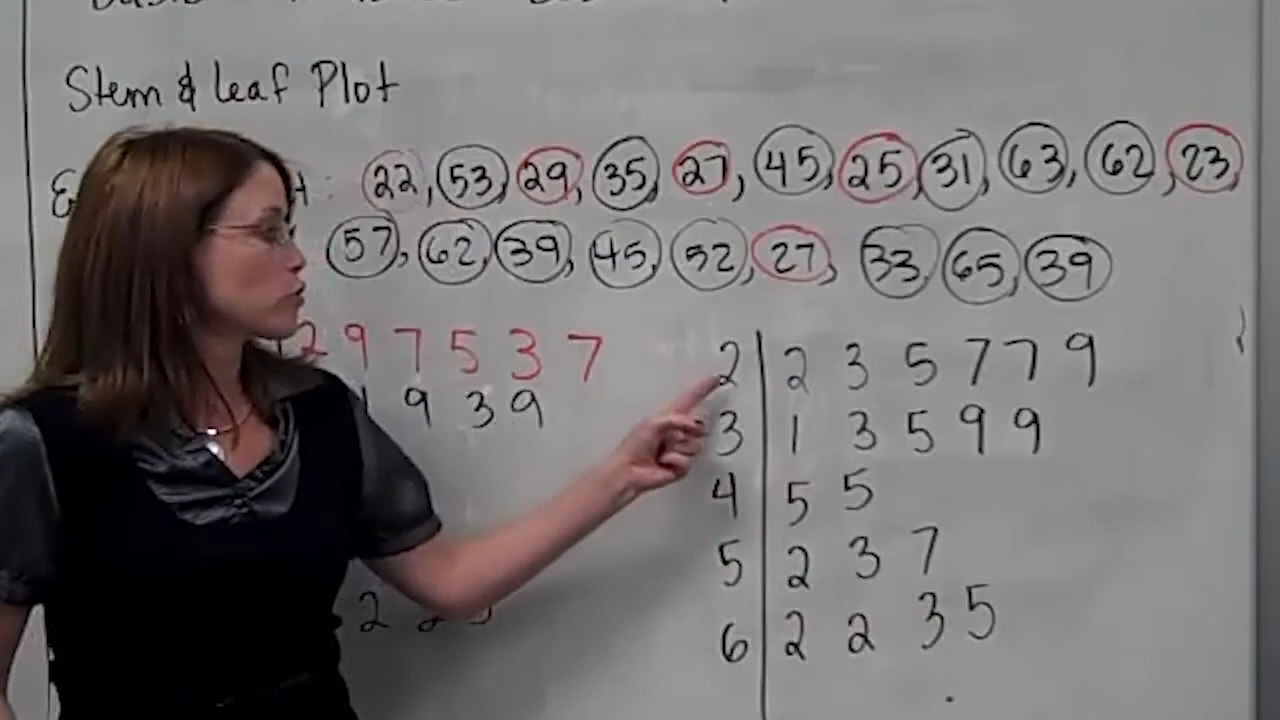 Stem & Leaf Plot
22, 53, 29, 35, 27, 45, 25, 31, 63, 62, 23,
57, 62, 39, 45, 52, 27, 33, 65, 39
2 9 7 5 3 7
9 3 9
2 2
2 | 2 3 5 7 7 9
3 | 1 3 5 9 9
4 | 5 5
5 | 2 3 7
6 | 2 2 3 5